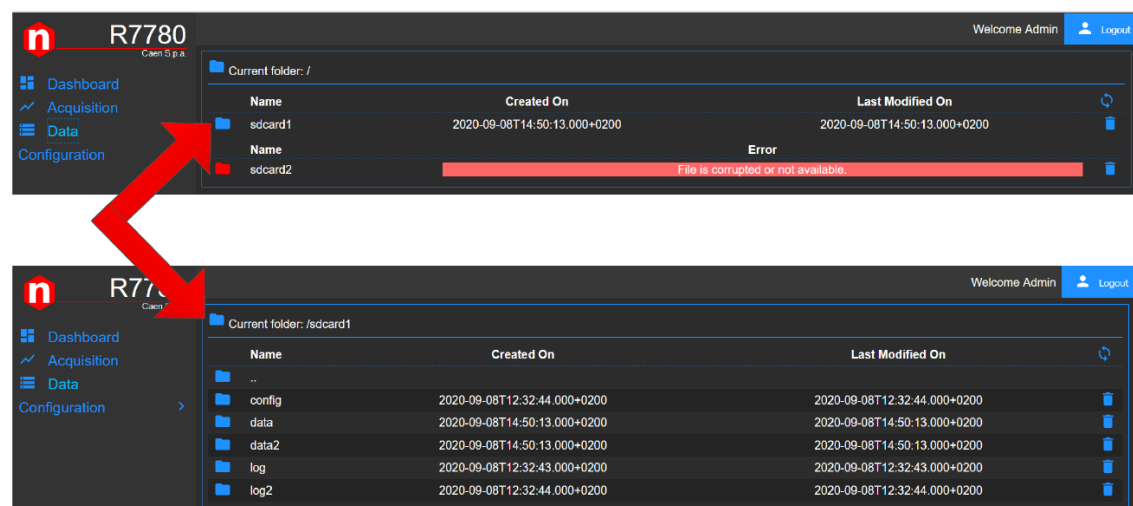 n R7780 Welcome Admin Logout
Caen S.p.a.
Current folder: /
Dashboard
Name Created On Last Modified On
Acquisition
sdcard1 2020-09-08T14:50:13.000+0200 2020-09-08T14:50:13.000+0200
Data
Name Error
Configuration
sdcard2 File is corrupted or not available.
n Welcome Admin Logout
Current folder: /sdcard1
Dashboard
Name Created On Last Modified On
Acquisition
..
Data
Configuration >
config 2020-09-08T12:32:44.000+0200 2020-09-08T12:32:44.000+0200
data 2020-09-08T14:50:13.000+0200 2020-09-08T14:50:13.000+0200
data2 2020-09-08T14:50:13.000+0200 2020-09-08T14:50:13.000+0200
log 2020-09-08T12:32:43.000+0200 2020-09-08T12:32:43.000+0200
log2 2020-09-08T12:32:44.000+0200 2020-09-08T12:32:44.000+0200